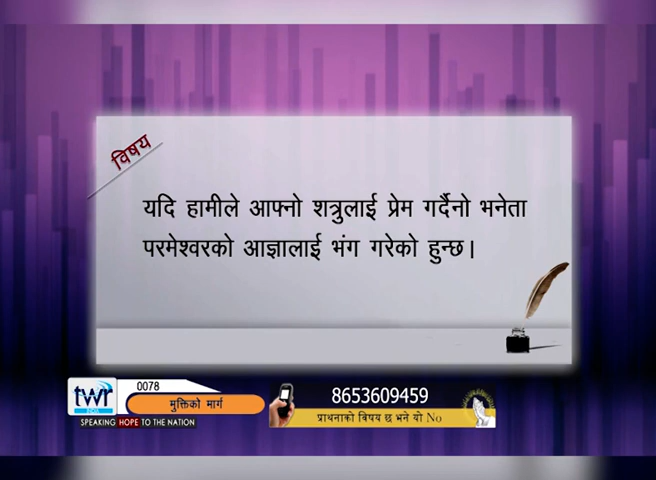 विषय
यदि हामीले आफ्नो शत्रुलाई प्रेम गर्दैनो भनेता
परमेश्वरको आज्ञालाई भंग गरेको हुन्छ।
twr
INDIA
0078
मुक्तिको मार्ग
SPEAKING HOPE TO THE NATION
8653609459
प्राथनाको विषय छ भने यो No